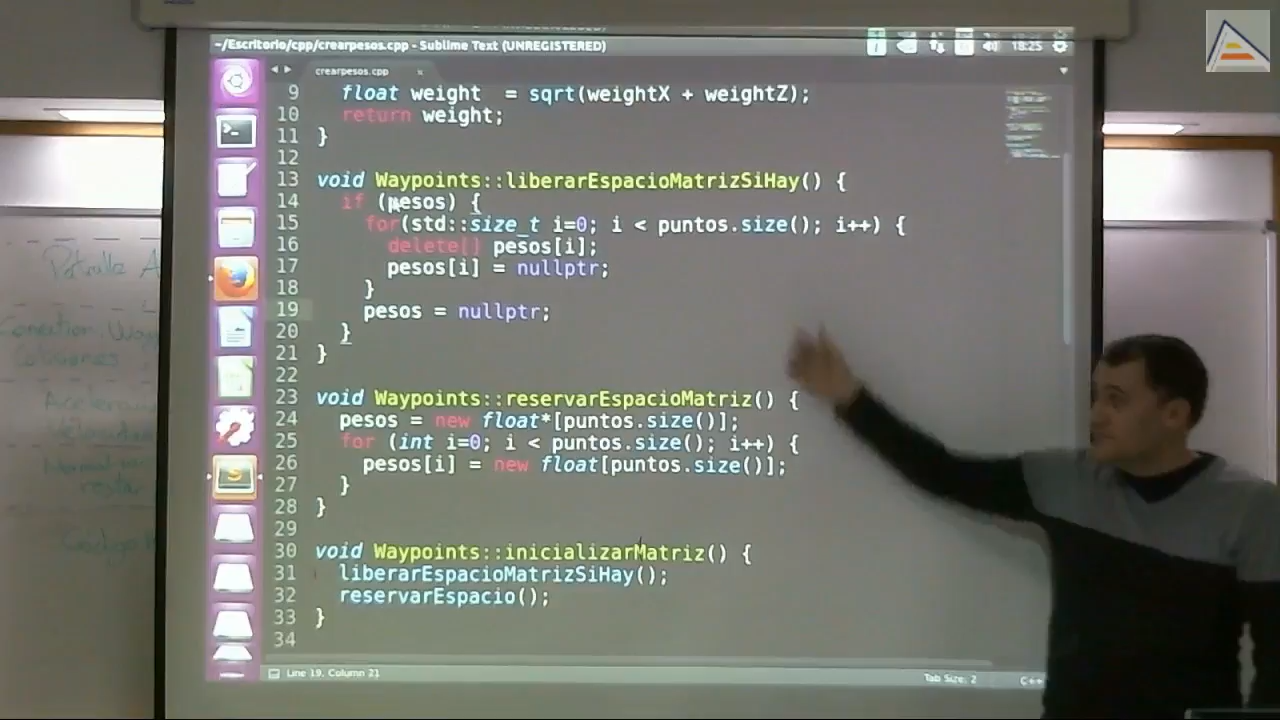 ~/Escritorio/cpp/crearpesos.cpp - Sublime Text (UNREGISTERED)
18:25
crearpesos.cpp
9 float weight = sqrt(weightX + weightZ);
10 return weight;
11 }
12
13 void Waypoints::liberarEspacioMatrizSiHay() {
14 if (pesos) {
15 for(std::size_t i=0; i < puntos.size(); i++) {
16 delete[] pesos[i];
17 pesos[i] = nullptr;
18 }
19 pesos = nullptr;
20 }
21 }
22
23 void Waypoints::reservarEspacioMatriz() {
24 pesos = new float*[puntos.size()];
25 for (int i=0; i < puntos.size(); i++) {
26 pesos[i] = new float[puntos.size()];
27 }
28 }
29
30 void Waypoints::inicializarMatriz() {
31 liberarEspacioMatrizSiHay();
32 reservarEspacio();
33 }
34
Line 19, Column 21
Tab Size: 2
C++